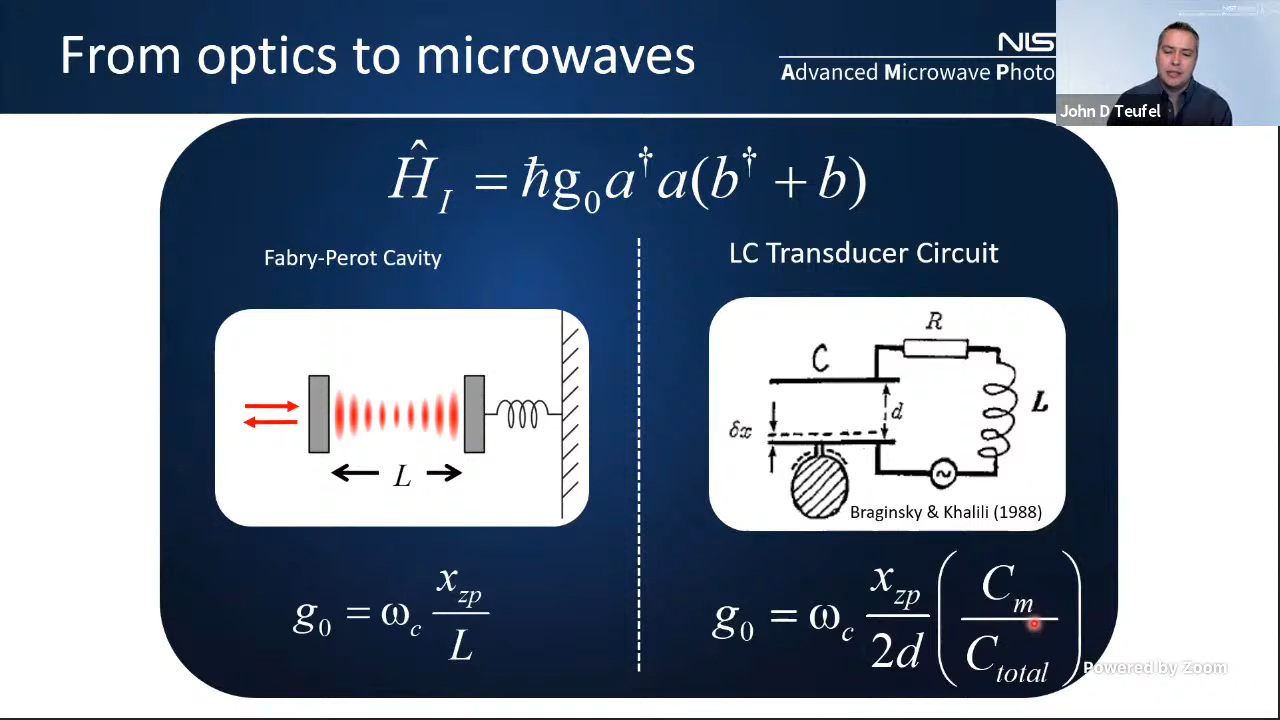 From optics to microwaves
NIS
Advanced Microwave Photo
John D Teufel
Ĥ_I = ħg₀a†a(b† + b)
Fabry-Perot Cavity
LC Transducer Circuit
L
R
C
d
L
δx
~
Braginsky & Khalili (1988)
g₀ = ω_c x_zp / L
g₀ = ω_c x_zp / 2d (C_m / C_total)
Powered by Zoom